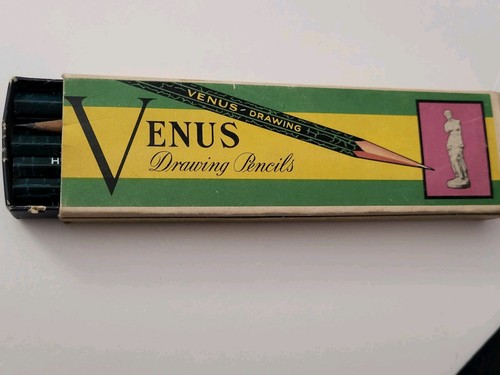 VENUS DRAWING
VENUS
Drawing Pencils
H